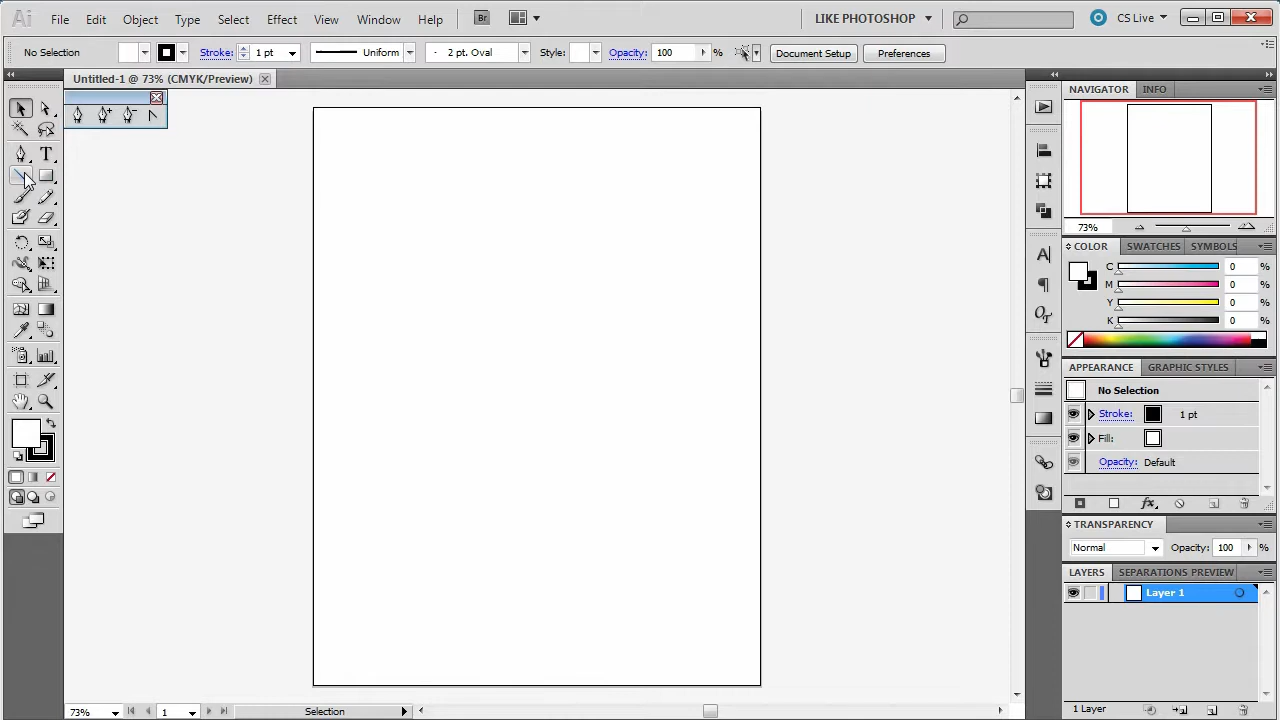 Ai File Edit Object Type Select Effect View Window Help Br LIKE PHOTOSHOP CS Live
No Selection Stroke: 1 pt Uniform 2 pt. Oval Style: Opacity: 100 % Document Setup Preferences
Untitled-1 @ 73% (CMYK/Preview)
NAVIGATOR INFO
73%
COLOR SWATCHES SYMBOLS
C 0 %
M 0 %
Y 0 %
K 0 %
APPEARANCE GRAPHIC STYLES
No Selection
Stroke: 1 pt
Fill:
Opacity: Default
TRANSPARENCY
Normal Opacity: 100 %
LAYERS SEPARATIONS PREVIEW
Layer 1
1 Layer
73% 1 Selection